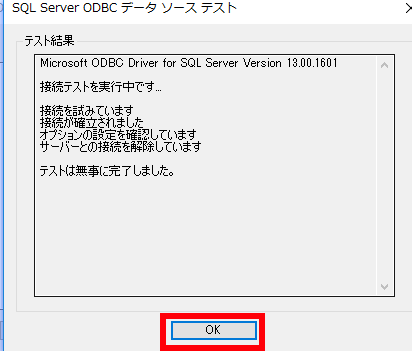 SQL Server ODBC データ ソース テスト
テスト結果
Microsoft ODBC Driver for SQL Server Version 13.00.1601
接続テストを実行中です...
接続を試みています
接続が確立されました
オプションの設定を確認しています
サーバーとの接続を解除しています
テストは無事に完了しました。
OK